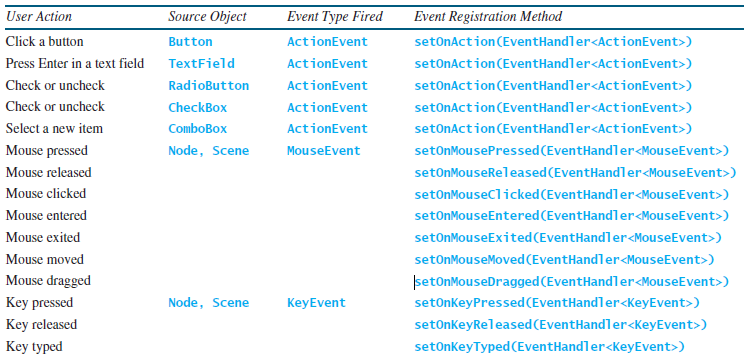 User Action Source Object Event Type Fired Event Registration Method
Click a button Button ActionEvent setOnAction(EventHandler<ActionEvent>)
Press Enter in a text field TextField ActionEvent setOnAction(EventHandler<ActionEvent>)
Check or uncheck RadioButton ActionEvent setOnAction(EventHandler<ActionEvent>)
Check or uncheck CheckBox ActionEvent setOnAction(EventHandler<ActionEvent>)
Select a new item ComboBox ActionEvent setOnAction(EventHandler<ActionEvent>)
Mouse pressed Node, Scene MouseEvent setOnMousePressed(EventHandler<MouseEvent>)
Mouse released setOnMouseReleased(EventHandler<MouseEvent>)
Mouse clicked setOnMouseClicked(EventHandler<MouseEvent>)
Mouse entered setOnMouseEntered(EventHandler<MouseEvent>)
Mouse exited setOnMouseExited(EventHandler<MouseEvent>)
Mouse moved setOnMouseMoved(EventHandler<MouseEvent>)
Mouse dragged setOnMouseDragged(EventHandler<MouseEvent>)
Key pressed Node, Scene KeyEvent setOnKeyPressed(EventHandler<KeyEvent>)
Key released setOnKeyReleased(EventHandler<KeyEvent>)
Key typed setOnKeyTyped(EventHandler<KeyEvent>)